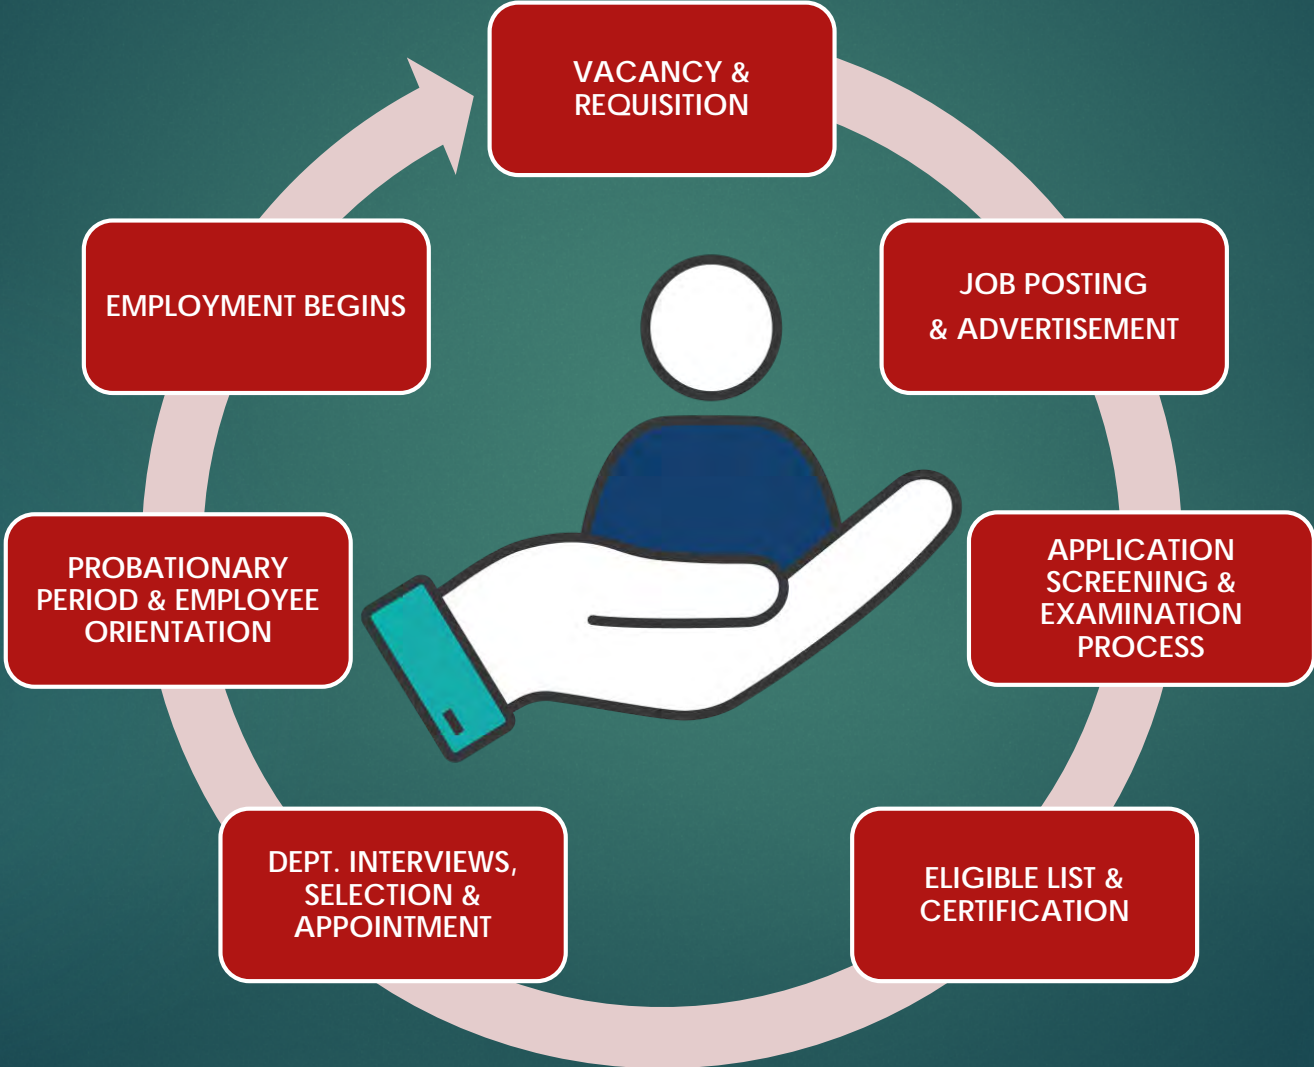 VACANCY &
REQUISITION
JOB POSTING
& ADVERTISEMENT
APPLICATION
SCREENING &
EXAMINATION
PROCESS
ELIGIBLE LIST &
CERTIFICATION
DEPT. INTERVIEWS,
SELECTION &
APPOINTMENT
PROBATIONARY
PERIOD & EMPLOYEE
ORIENTATION
EMPLOYMENT BEGINS